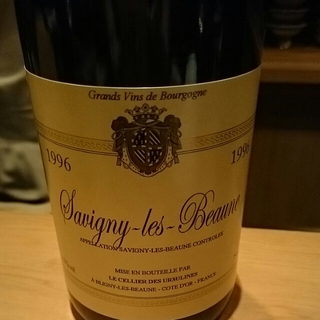 Grands Vins de Bourgogne
1996 1996
Savigny-les-Beaune
APPELLATION SAVIGNY-LES-BEAUNE CONTROLÉE
MISE EN BOUTEILLE PAR
LE CELLIER DES URSULINES
À BLIGNY-LES-BEAUNE - COTE D'OR - FRANCE